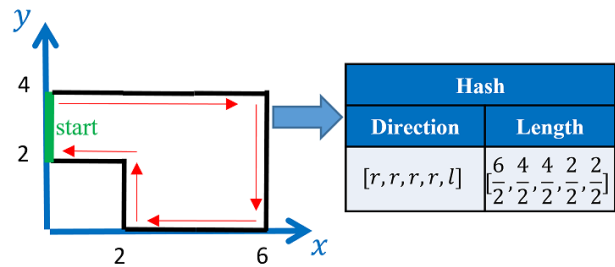 y
4
start
2
2
6
x
Hash
Direction Length
[r, r, r, r, l] [6/2, 4/2, 4/2, 2/2, 2/2]